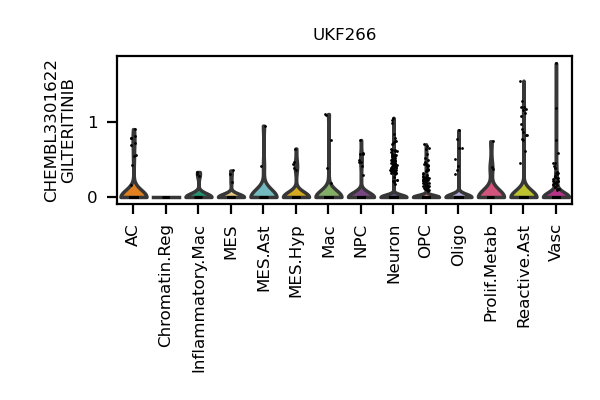 UKF266
CHEMBL3301622
GILTERITINIB
1
0
AC
Chromatin.Reg
Inflammatory.Mac
MES
MES.Ast
MES.Hyp
Mac
NPC
Neuron
OPC
Oligo
Prolif.Metab
Reactive.Ast
Vasc